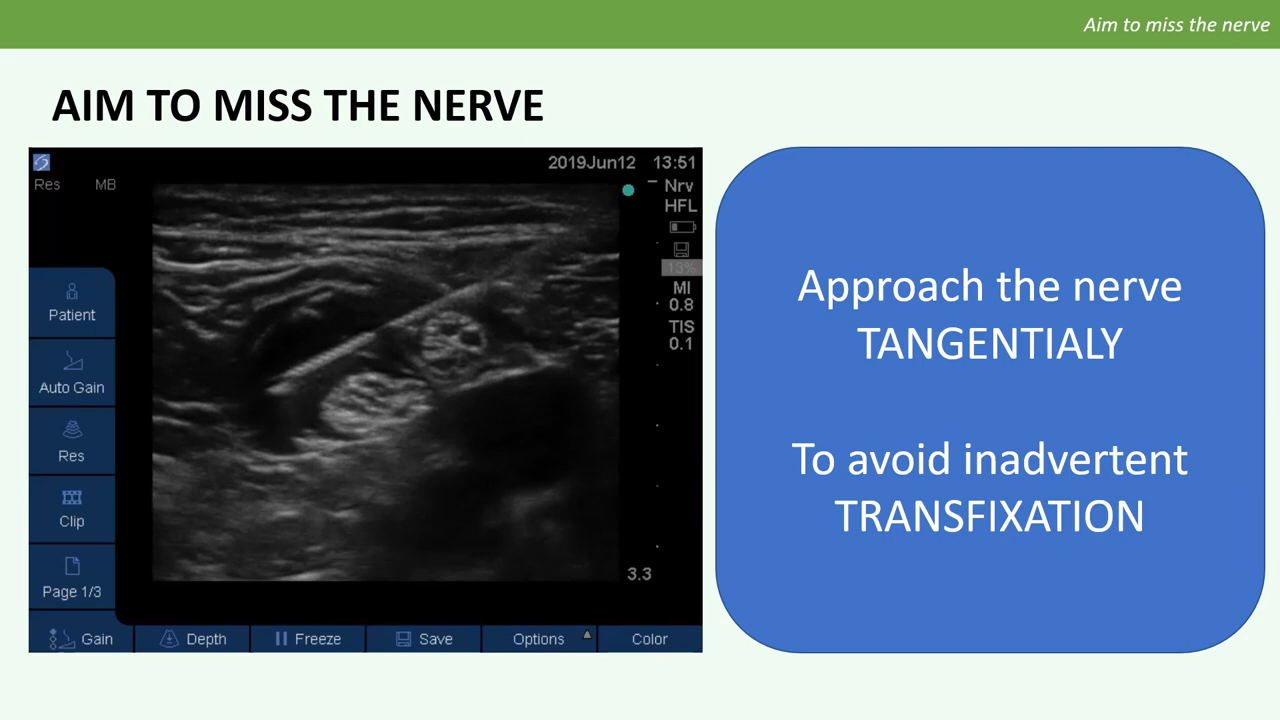 Aim to miss the nerve
AIM TO MISS THE NERVE
2019Jun12 13:51
Res MB
Nrv
HFL
13%
MI
0.8
TIS
0.1
Patient
Auto Gain
Res
Clip
Page 1/3
3.3
Gain
Depth
Freeze
Save
Options
Color
Approach the nerve
TANGENTIALY
To avoid inadvertent
TRANSFIXATION